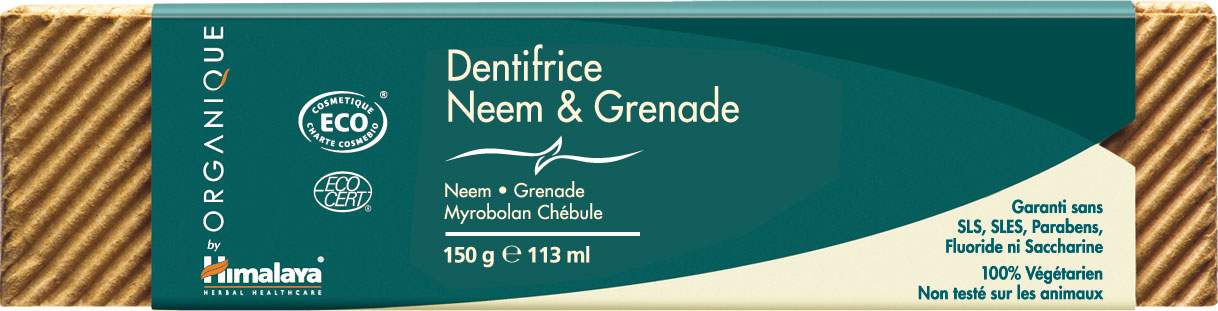 ORGANIQUE
by
Himalaya®
HERBAL HEALTHCARE
COSMETIQUE
ECO®
CHARTE COSMEBIO
ECO
CERT®
Dentifrice
Neem & Grenade
Neem • Grenade
Myrobolan Chébule
150 g ℮ 113 ml
Garanti sans
SLS, SLES, Parabens,
Fluoride ni Saccharine
100% Végétarien
Non testé sur les animaux